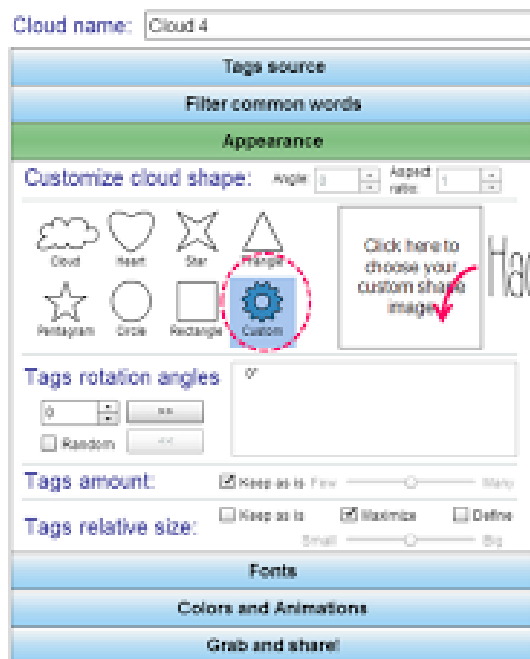 Cloud name: Cloud 4
Tags source
Filter common words
Appearance
Customize cloud shape: Angle: 0 Aspect ratio: 1
Cloud Heart Star Triangle
Click here to choose your custom shape image
Pentagram Circle Rectangle Custom
Tags rotation angles 0°
0 >>
Random <<
Tags amount: Keep as is Few Many
Tags relative size: Keep as is Maximize Define
Small Big
Fonts
Colors and Animations
Grab and share!